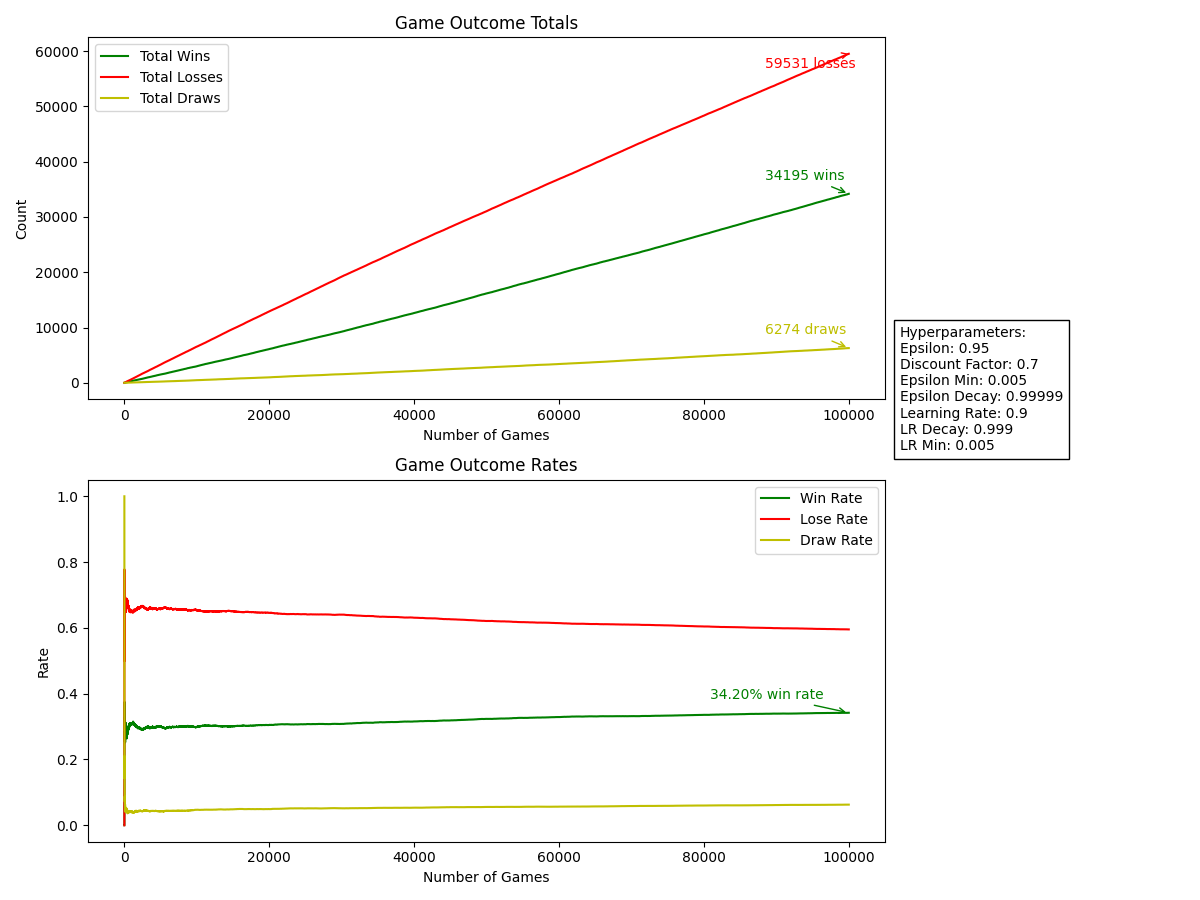 Game Outcome Totals
Total Wins
Total Losses
Total Draws
59531 losses
34195 wins
6274 draws
60000
50000
40000
30000
20000
10000
0
Count
0
20000
40000
60000
80000
100000
Number of Games
Hyperparameters:
Epsilon: 0.95
Discount Factor: 0.7
Epsilon Min: 0.005
Epsilon Decay: 0.99999
Learning Rate: 0.9
LR Decay: 0.999
LR Min: 0.005
Game Outcome Rates
Win Rate
Lose Rate
Draw Rate
34.20% win rate
1.0
0.8
0.6
0.4
0.2
0.0
Rate
0
20000
40000
60000
80000
100000
Number of Games